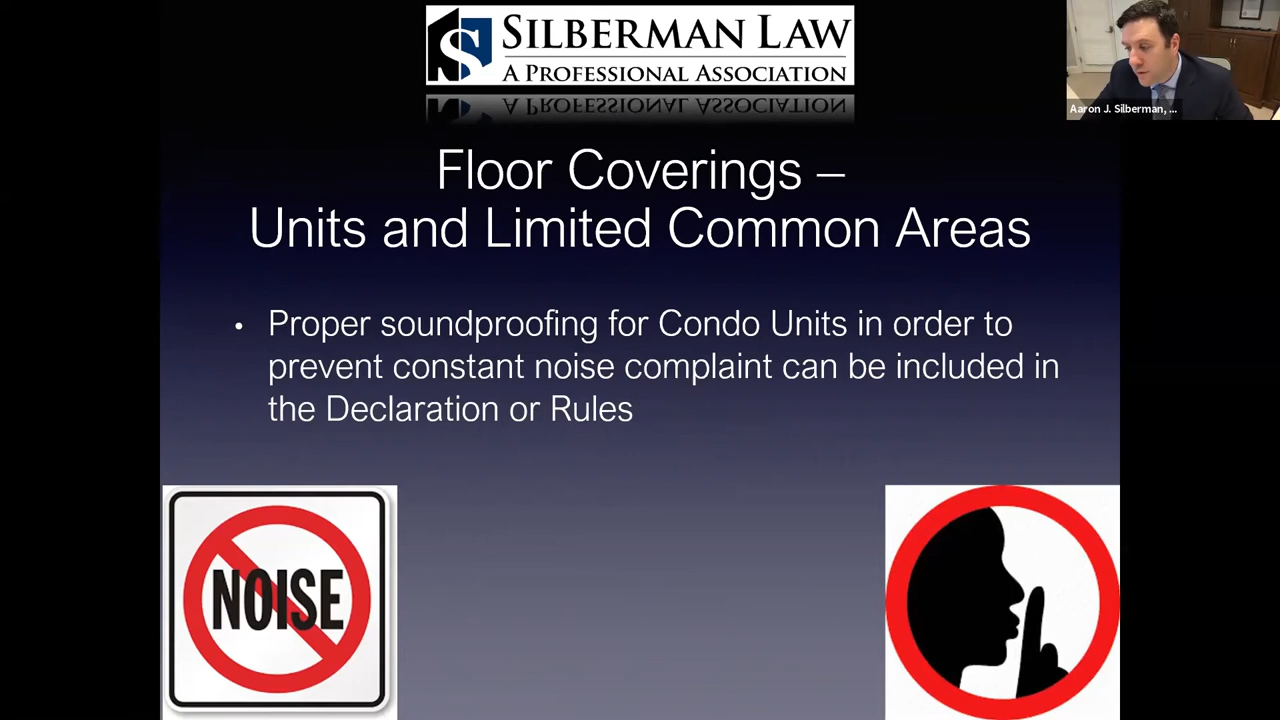 SILBERMAN LAW
A PROFESSIONAL ASSOCIATION
A PROFESSIONAL ASSOCIATION
Aaron J. Silberman, ...
Floor Coverings –
Units and Limited Common Areas
• Proper soundproofing for Condo Units in order to
prevent constant noise complaint can be included in
the Declaration or Rules
NOISE